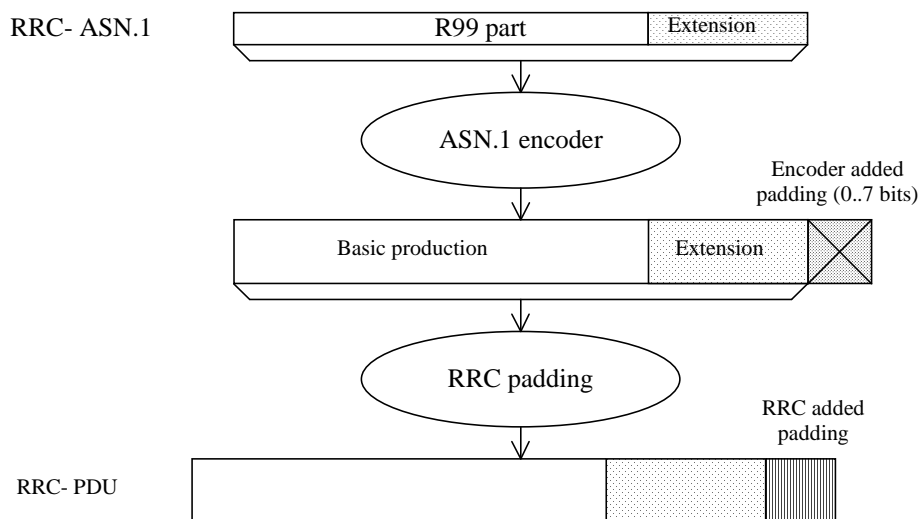 RRC- ASN.1
R99 part
Extension
ASN.1 encoder
Encoder added
padding (0..7 bits)
Basic production
Extension
RRC padding
RRC added
padding
RRC- PDU